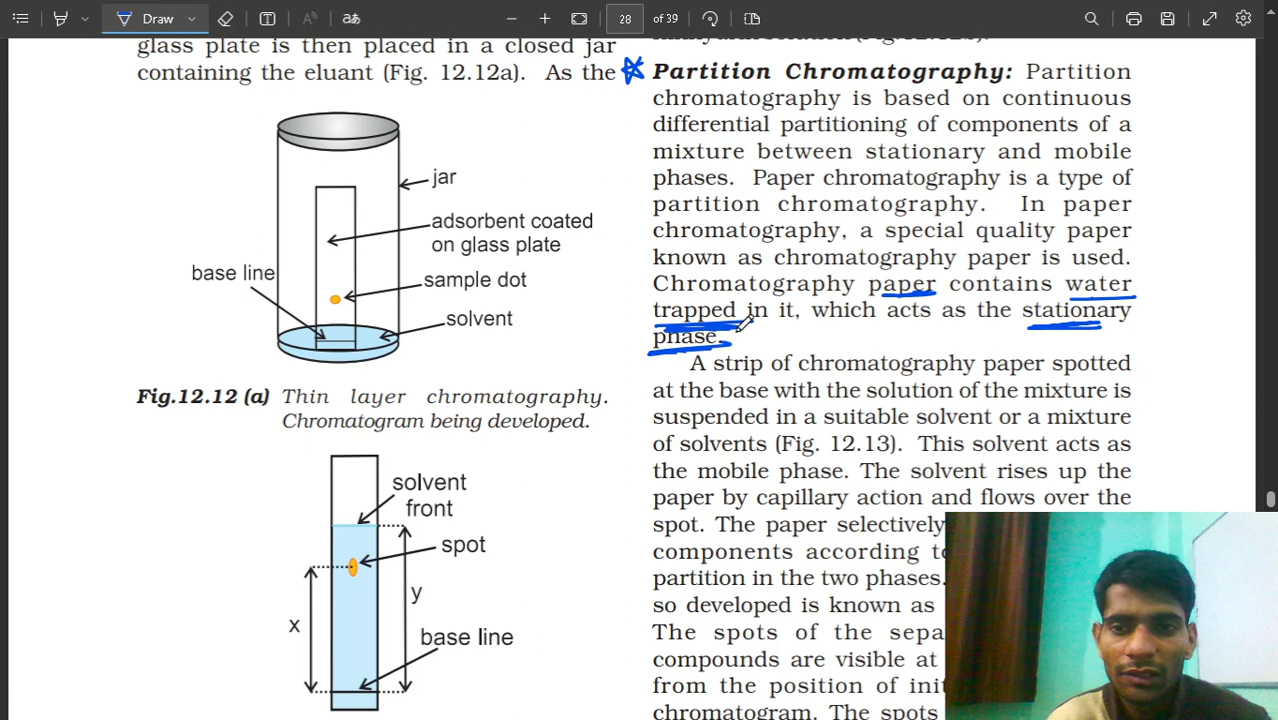 Draw
A
aあ
28
of 39
glass plate is then placed in a closed jar
containing the eluant (Fig. 12.12a). As the
jar
adsorbent coated
on glass plate
base line
sample dot
solvent
Fig.12.12 (a) Thin layer chromatography.
Chromatogram being developed.
solvent
front
spot
y
x
base line
Partition Chromatography: Partition
chromatography is based on continuous
differential partitioning of components of a
mixture between stationary and mobile
phases. Paper chromatography is a type of
partition chromatography. In paper
chromatography, a special quality paper
known as chromatography paper is used.
Chromatography paper contains water
trapped in it, which acts as the stationary
phase.
A strip of chromatography paper spotted
at the base with the solution of the mixture is
suspended in a suitable solvent or a mixture
of solvents (Fig. 12.13). This solvent acts as
the mobile phase. The solvent rises up the
paper by capillary action and flows over the
spot. The paper selectively
components according to
partition in the two phases.
so developed is known as
The spots of the sepa
compounds are visible at
from the position of init
chromatogram. The spots